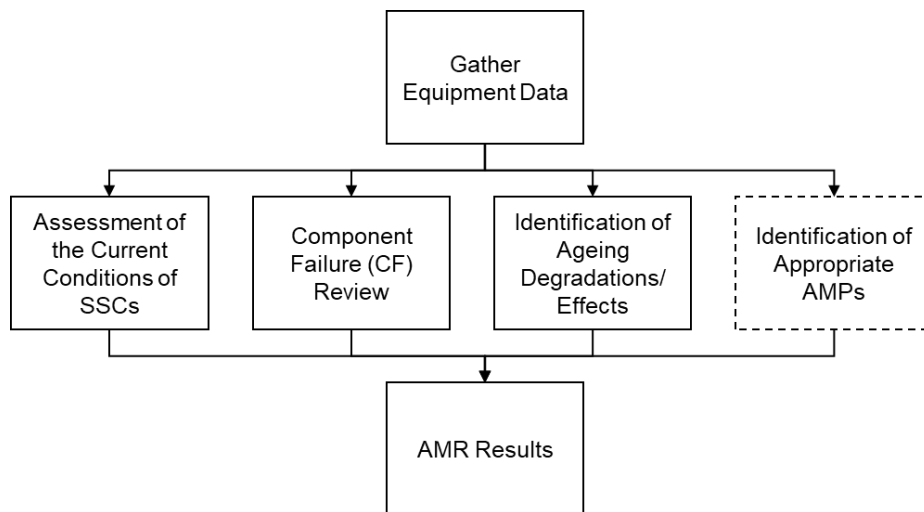 Gather
Equipment Data
Assessment of
the Current
Conditions of
SSCs
Component
Failure (CF)
Review
Identification of
Ageing
Degradations/
Effects
Identification of
Appropriate
AMPs
AMR Results